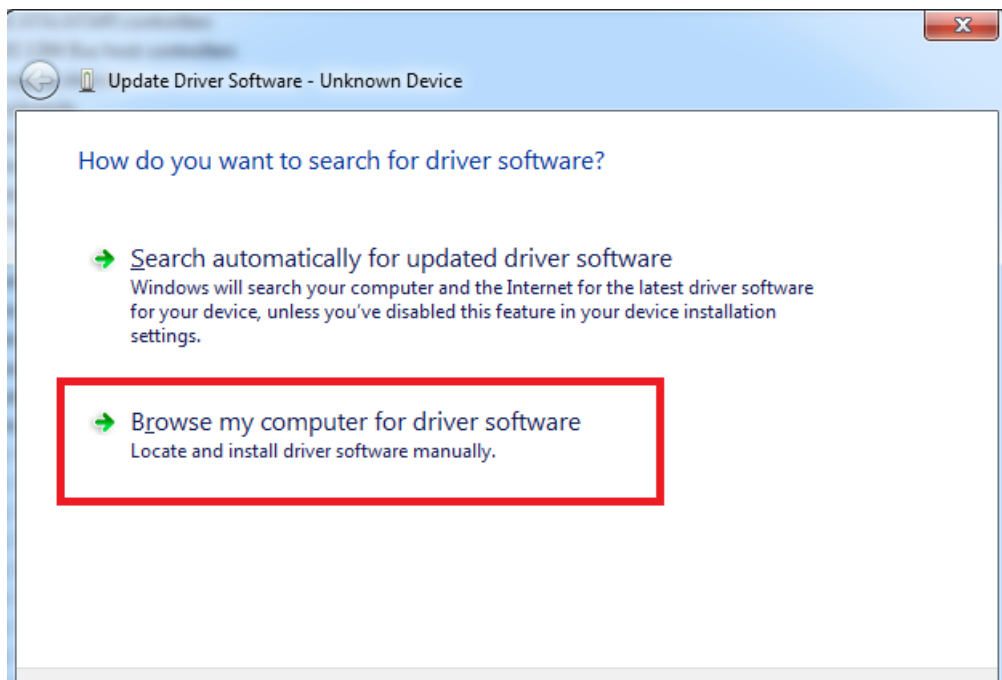 Update Driver Software - Unknown Device
How do you want to search for driver software?
Search automatically for updated driver software
Windows will search your computer and the Internet for the latest driver software
for your device, unless you've disabled this feature in your device installation
settings.
Browse my computer for driver software
Locate and install driver software manually.